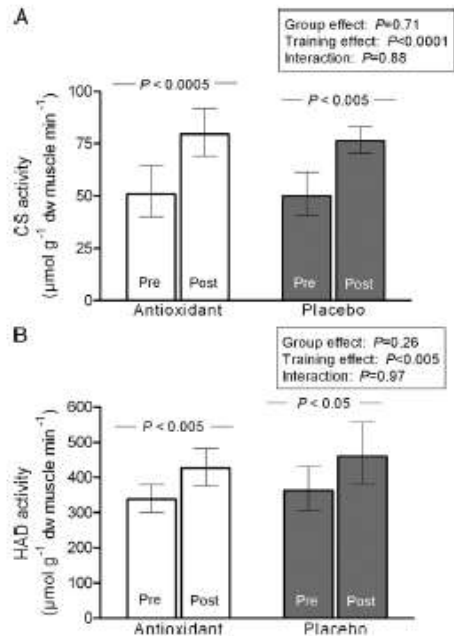 A
Group effect: P=0.71
Training effect: P<0.0001
Interaction: P=0.88
P < 0.0005
P < 0.005
100
75
50
25
0
CS activity
(µmol g⁻¹ dw muscle min⁻¹)
Pre
Post
Pre
Post
Antioxidant
Placebo
B
Group effect: P=0.26
Training effect: P<0.005
Interaction: P=0.97
P < 0.005
P < 0.05
600
500
400
300
200
100
0
HAD activity
(µmol g⁻¹ dw muscle min⁻¹)
Pre
Post
Pre
Post
Antioxidant
Placebo